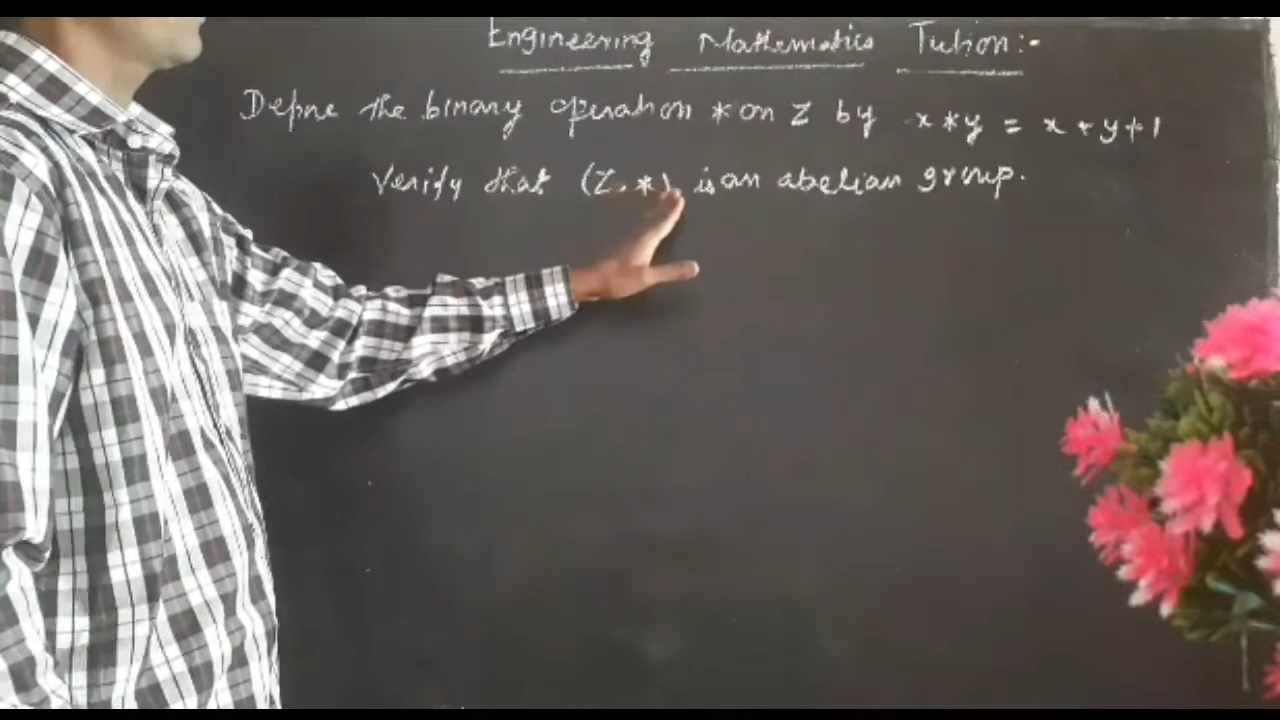 Engineering Mathematics Tution:-
Define the binary operation * on Z by x * y = x + y + 1
Verify that (Z, *) is an abelian group.